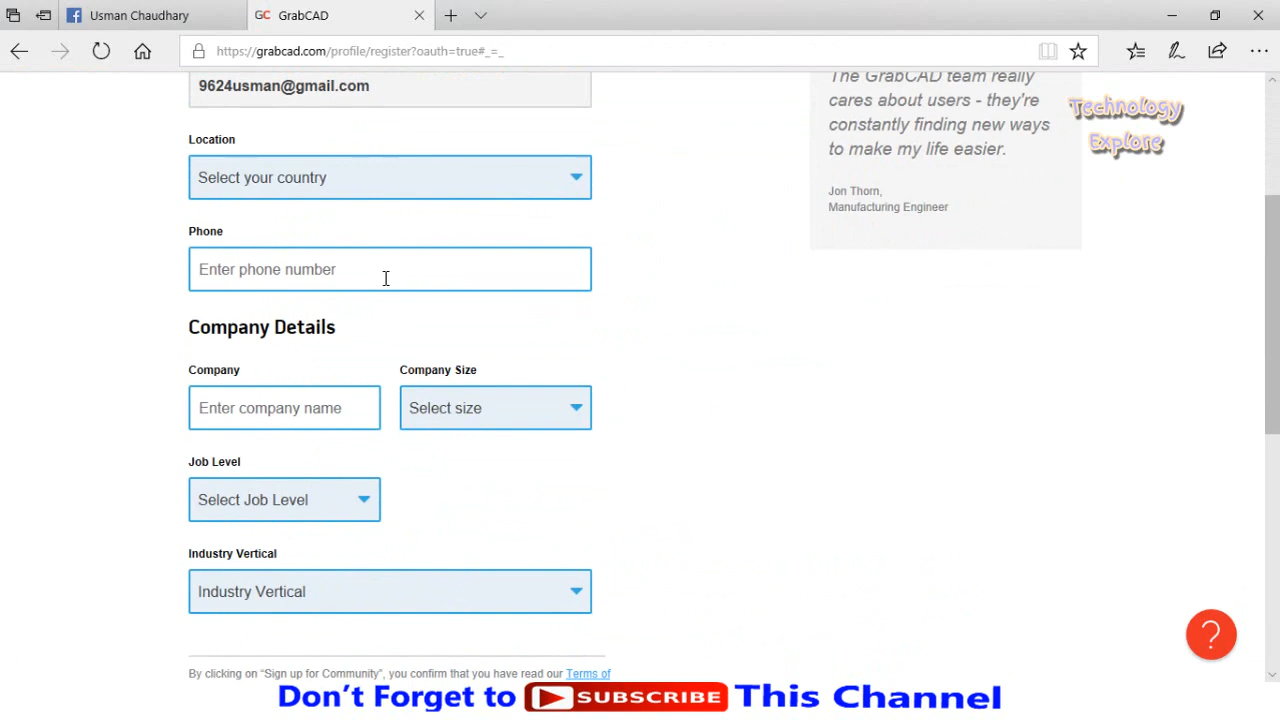 Usman Chaudhary
GC GrabCAD
https://grabcad.com/profile/register?oauth=true#_=_
9624usman@gmail.com
Location
Select your country
Phone
Enter phone number
Company Details
Company
Company Size
Enter company name
Select size
Job Level
Select Job Level
Industry Vertical
Industry Vertical
By clicking on “Sign up for Community”, you confirm that you have read our Terms of
The GrabCAD team really
cares about users - they're
constantly finding new ways
to make my life easier.
Jon Thorn,
Manufacturing Engineer
Technology
Explore
?
Don't Forget to SUBSCRIBE This Channel